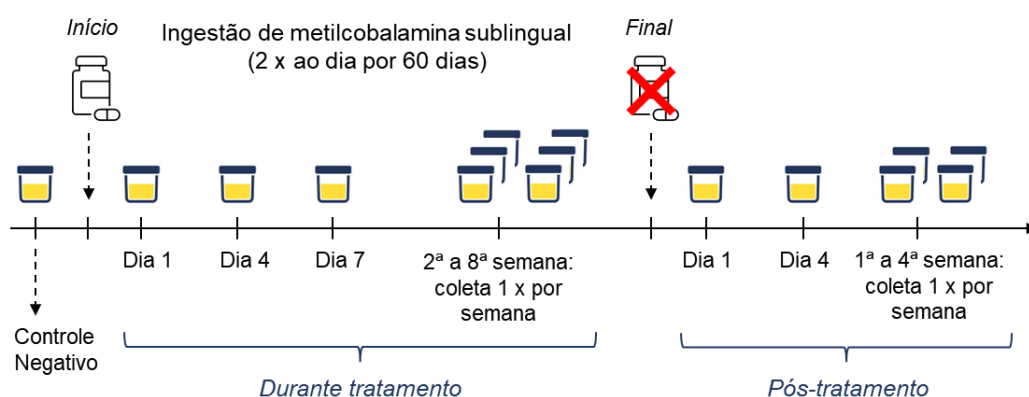 Início
Ingestão de metilcobalamina sublingual
(2 x ao dia por 60 dias)
Final
Dia 1
Dia 4
Dia 7
2ª a 8ª semana:
coleta 1 x por
semana
Dia 1
Dia 4
1ª a 4ª semana:
coleta 1 x por
semana
Controle
Negativo
Durante tratamento
Pós-tratamento